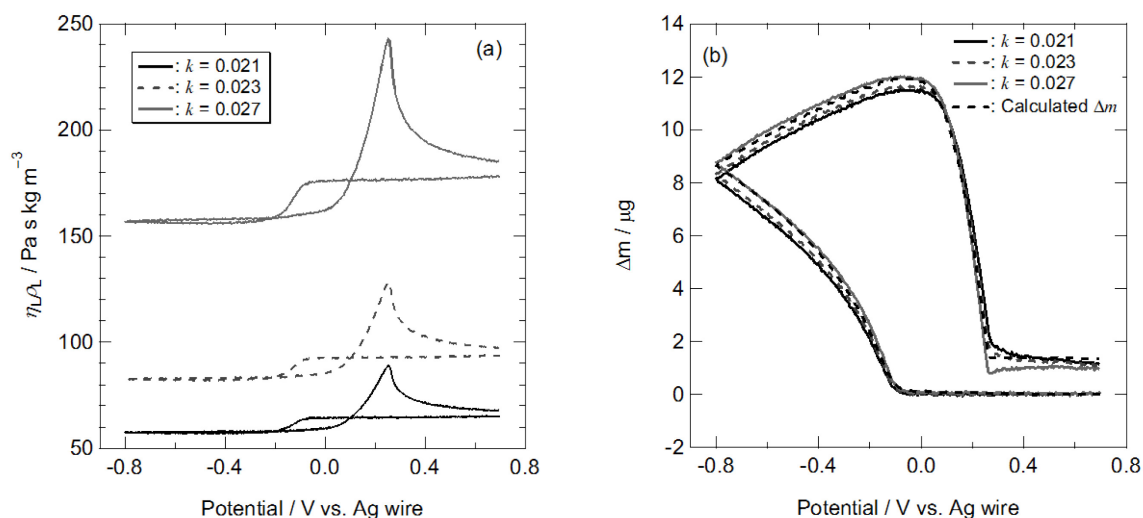 250
200
150
100
50
ηLρL / Pa s kg m⁻³
(a)
: k = 0.021
: k = 0.023
: k = 0.027
-0.8
-0.4
0.0
0.4
0.8
Potential / V vs. Ag wire
14
12
10
8
6
4
2
0
-2
Δm / μg
(b)
: k = 0.021
: k = 0.023
: k = 0.027
: Calculated Δm
-0.8
-0.4
0.0
0.4
0.8
Potential / V vs. Ag wire